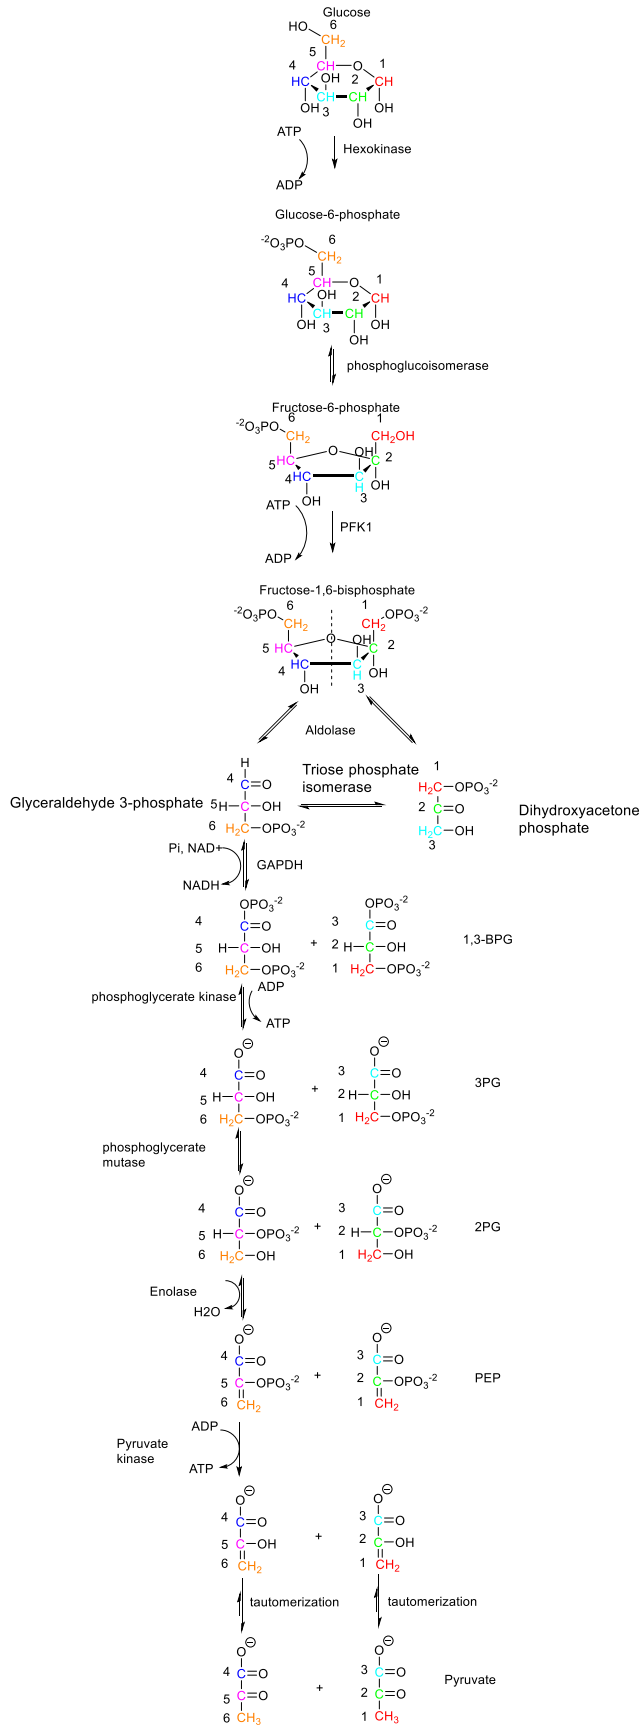 Glucose
HO 6
CH2
5
4 CH O 1
HC OH 2 CH
OH CH CH OH
3
OH
ATP
Hexokinase
ADP
Glucose-6-phosphate
-2O3PO 6
CH2
5
4 CH O 1
HC OH 2 CH
OH CH CH OH
3
OH
phosphoglucoisomerase
Fructose-6-phosphate
6 1
-2O3PO CH2 CH2OH
O OH
5 HC C 2
4 HC C OH
H 3
OH
ATP
PFK1
ADP
Fructose-1,6-bisphosphate
6 1
-2O3PO CH2 CH2 OPO3-2
O OH
5 HC C 2
4 HC C OH
H
OH 3
Aldolase
H
4 C=O
5 H C OH
6 H2C OPO3-2
Glyceraldehyde 3-phosphate
Triose phosphate
isomerase
1
H2C OPO3-2
2 C=O
H2C OH
3
Dihydroxyacetone
phosphate
Pi, NAD+
GAPDH
NADH
OPO3-2 OPO3-2
4 C=O 3 C=O
5 H C OH + 2 H C OH 1,3-BPG
6 H2C OPO3-2 1 H2C OPO3-2
ADP
phosphoglycerate kinase
ATP
O⊖ O⊖
4 C=O 3 C=O
5 H C OH + 2 H C OH 3PG
6 H2C OPO3-2 1 H2C OPO3-2
phosphoglycerate
mutase
O⊖ O⊖
4 C=O 3 C=O
5 H C OPO3-2 + 2 H C OPO3-2 2PG
6 H2C OH 1 H2C OH
Enolase
H2O
O⊖ O⊖
4 C=O 3 C=O
5 C OPO3-2 + 2 C OPO3-2 PEP
6 CH2 1 CH2
ADP
Pyruvate
kinase
ATP
O⊖ O⊖
4 C=O 3 C=O
5 C OH + 2 C OH
6 CH2 1 CH2
tautomerization tautomerization
O⊖ O⊖
4 C=O 3 C=O
5 C=O + 2 C=O Pyruvate
6 CH3 1 CH3